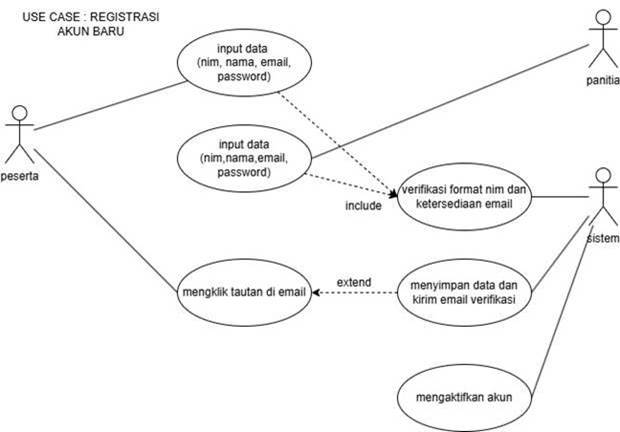 USE CASE : REGISTRASI
AKUN BARU
input data
(nim, nama, email,
password)
panitia
peserta
input data
(nim,nama,email,
password)
include
verifikasi format nim dan
ketersediaan email
sistem
mengklik tautan di email
extend
menyimpan data dan
kirim email verifikasi
mengaktifkan akun